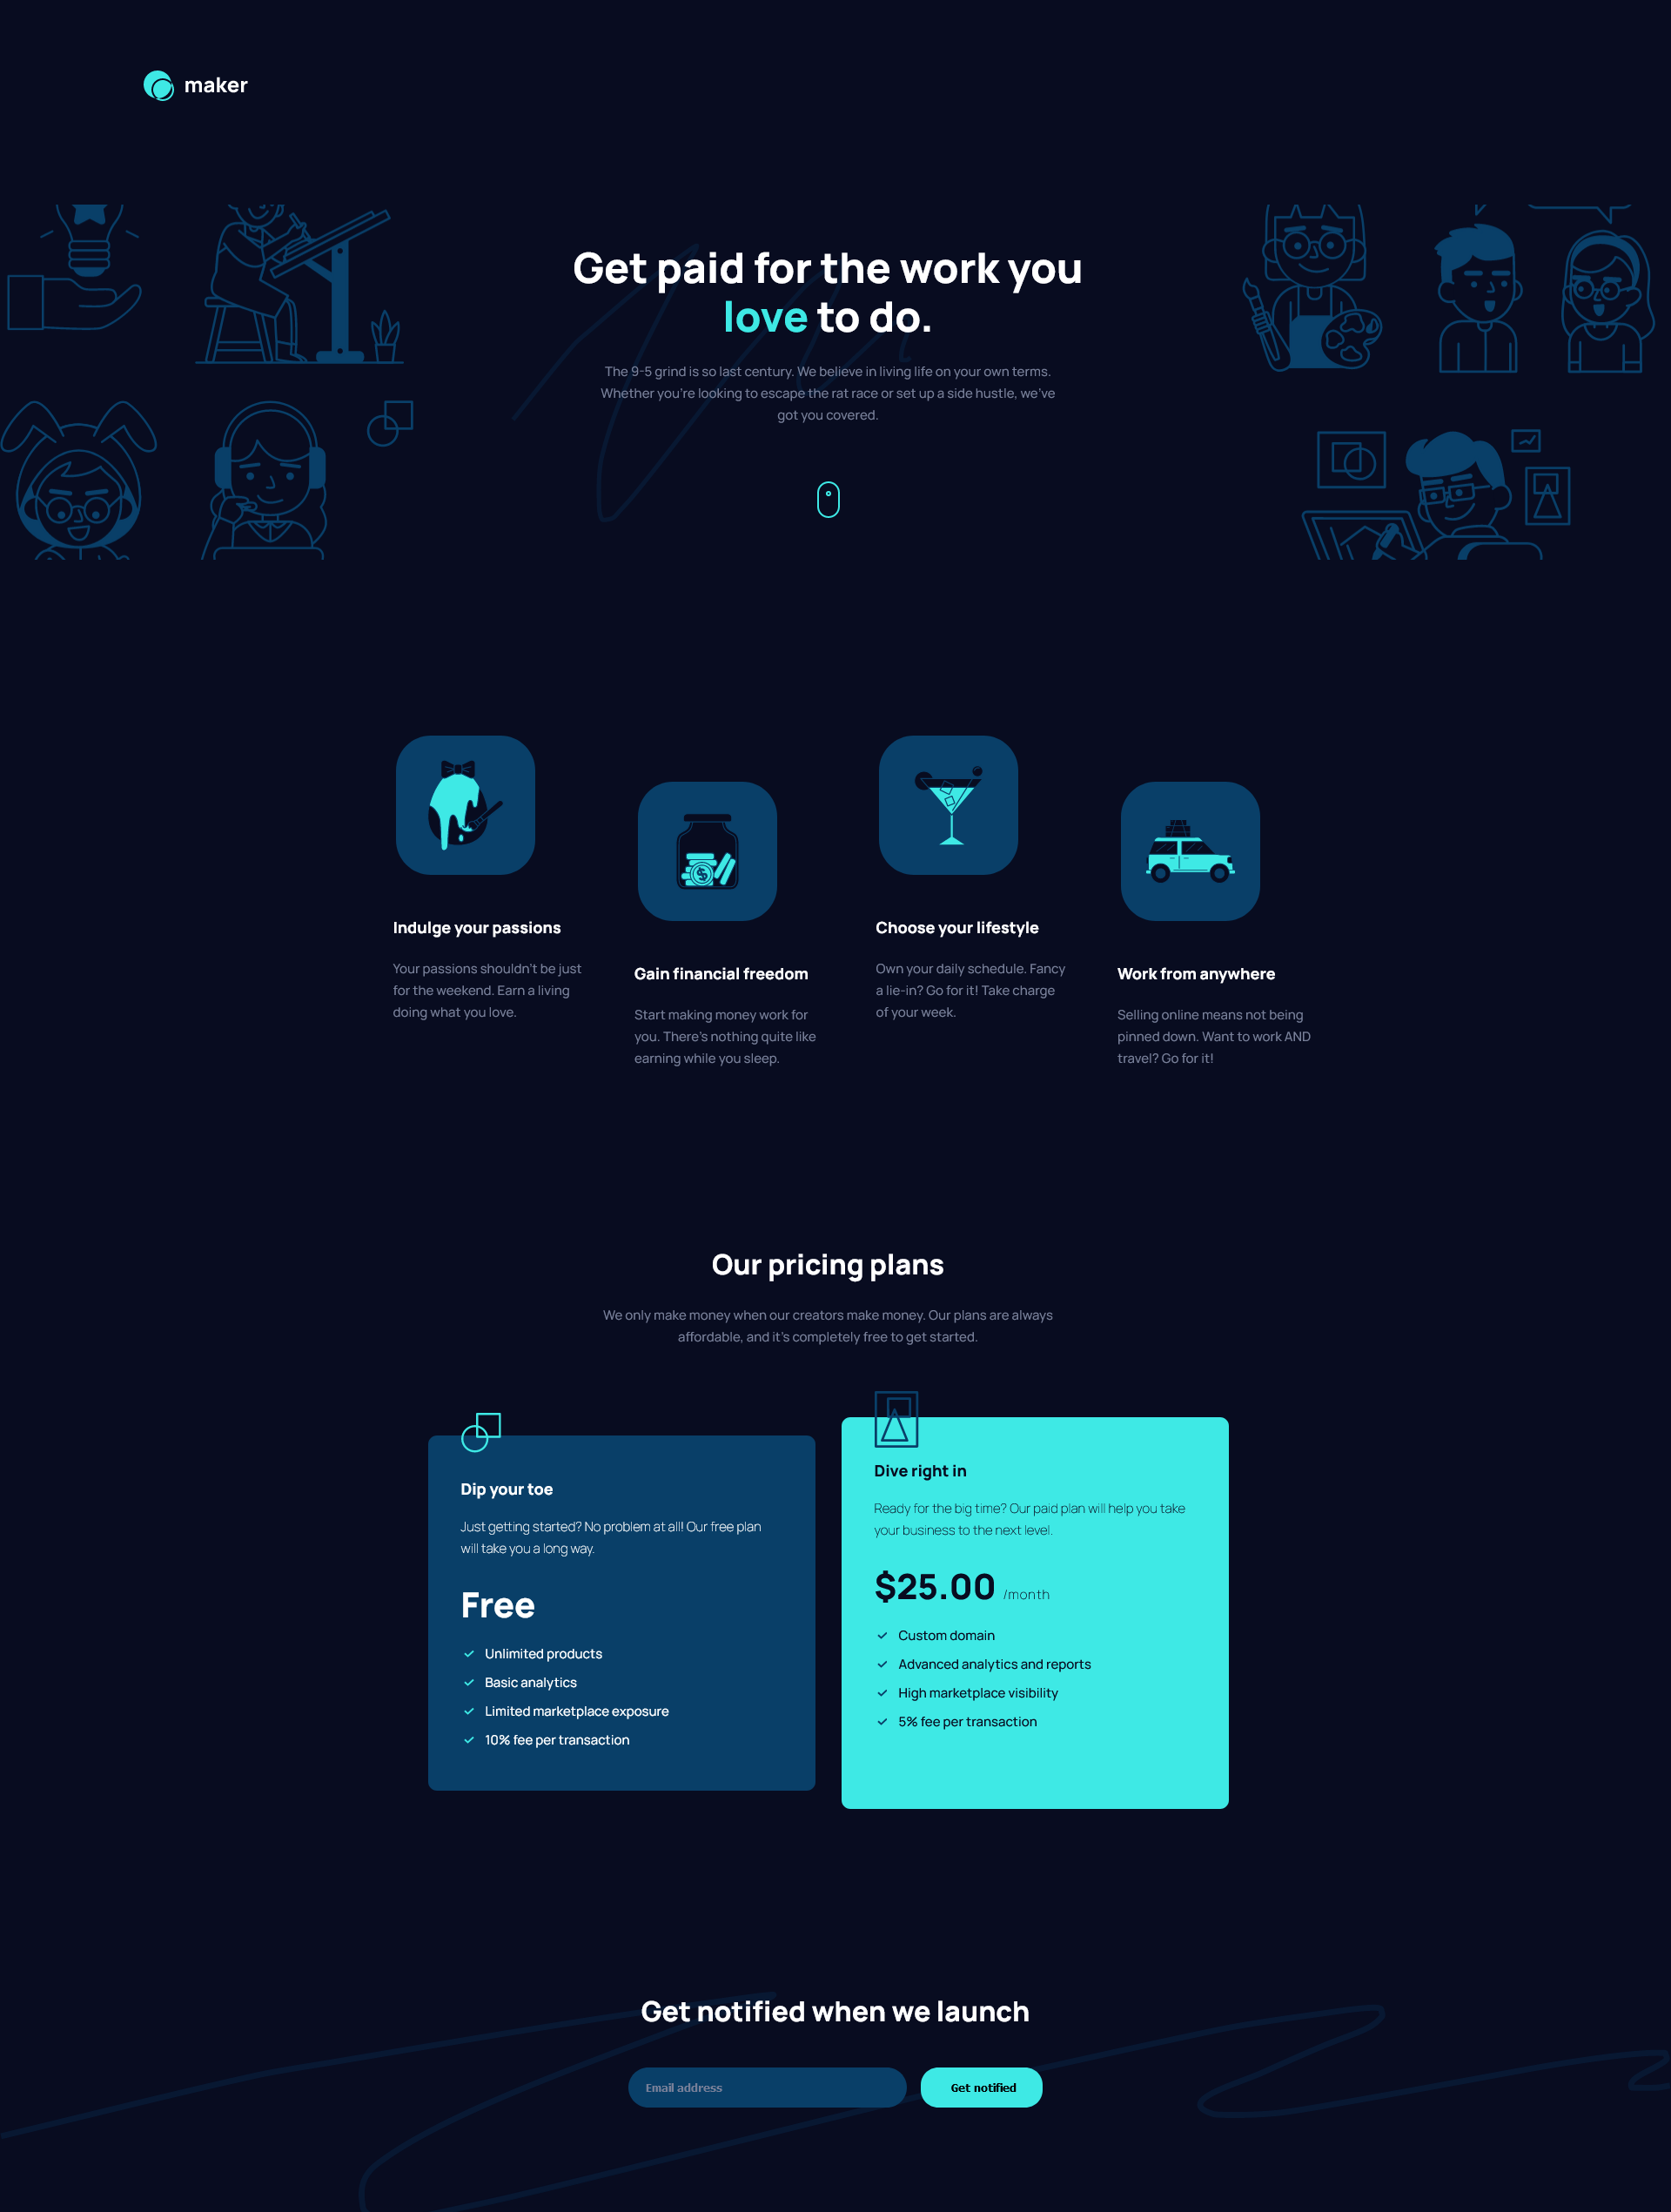 maker
Get paid for the work you
love to do.
The 9-5 grind is so last century. We believe in living life on your own terms.
Whether you’re looking to escape the rat race or set up a side hustle, we’ve
got you covered.
Indulge your passions
Your passions shouldn’t be just
for the weekend. Earn a living
doing what you love.
Gain financial freedom
Start making money work for
you. There’s nothing quite like
earning while you sleep.
Choose your lifestyle
Own your daily schedule. Fancy
a lie-in? Go for it! Take charge
of your week.
Work from anywhere
Selling online means not being
pinned down. Want to work AND
travel? Go for it!
Our pricing plans
We only make money when our creators make money. Our plans are always
affordable, and it’s completely free to get started.
Dip your toe
Just getting started? No problem at all! Our free plan
will take you a long way.
Free
Unlimited products
Basic analytics
Limited marketplace exposure
10% fee per transaction
Dive right in
Ready for the big time? Our paid plan will help you take
your business to the next level.
$25.00 /month
Custom domain
Advanced analytics and reports
High marketplace visibility
5% fee per transaction
Get notified when we launch
Email address
Get notified